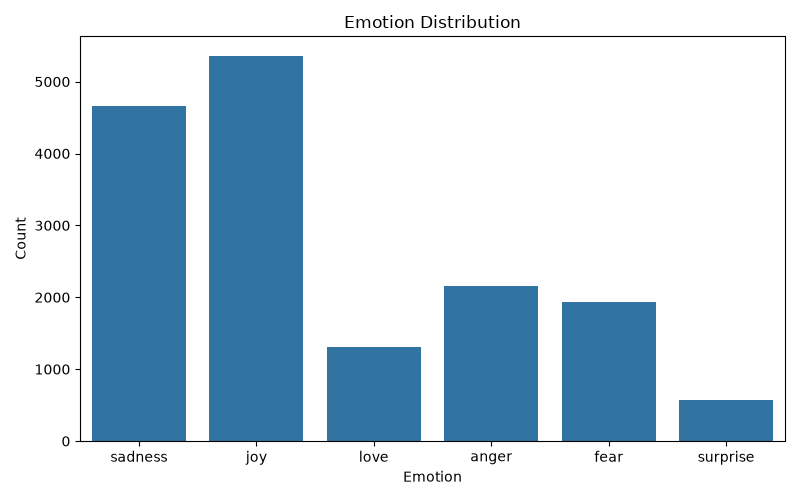 Emotion Distribution
Count
5000
4000
3000
2000
1000
0
sadness joy love anger fear surprise
Emotion